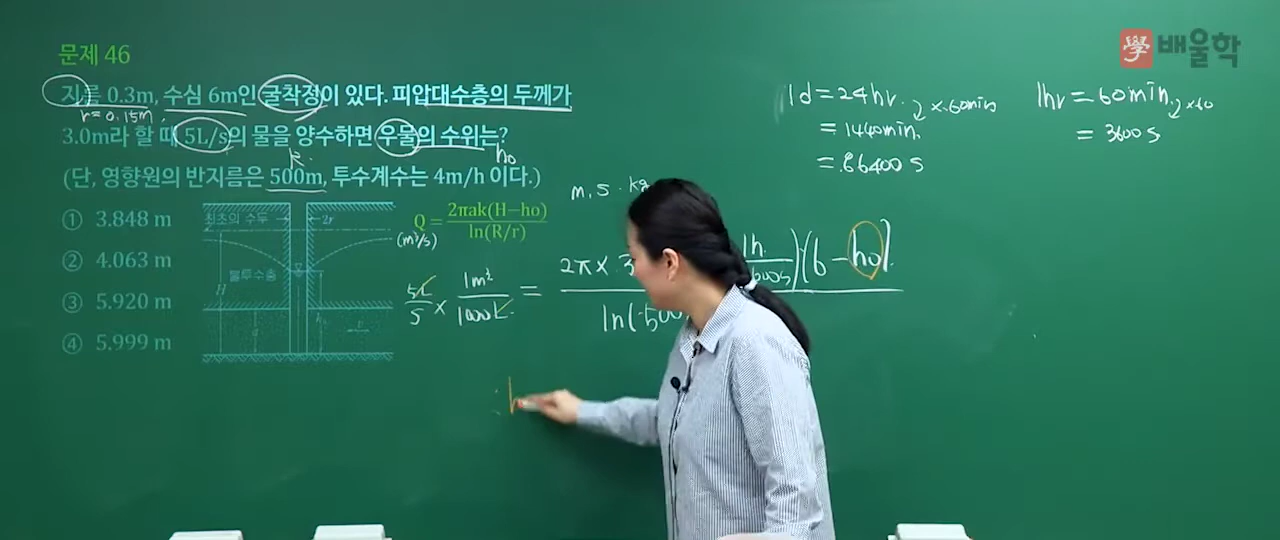 學 배울학
문제 46
지름 0.3m, 수심 6m인 굴착정이 있다. 피압대수층의 두께가
r = 0.15m
3.0m라 할 때 5L/s의 물을 양수하면 우물의 수위는?
R
ho
(단, 영향원의 반지름은 500m, 투수계수는 4m/h 이다.)
① 3.848 m
② 4.063 m
③ 5.920 m
④ 5.999 m
최초의 수두
2r
불투수층
H
Q = 2πak(H−ho) / ln(R/r)
(m³/s)
m, s, kg
1d = 24hr
× 60min
= 1440min
= 86400 s
1hr = 60min
×60
= 3600 s
5L/s × 1m³/1000L = 2π × 3
1h
(6 − ho)
ln(500
∴ h